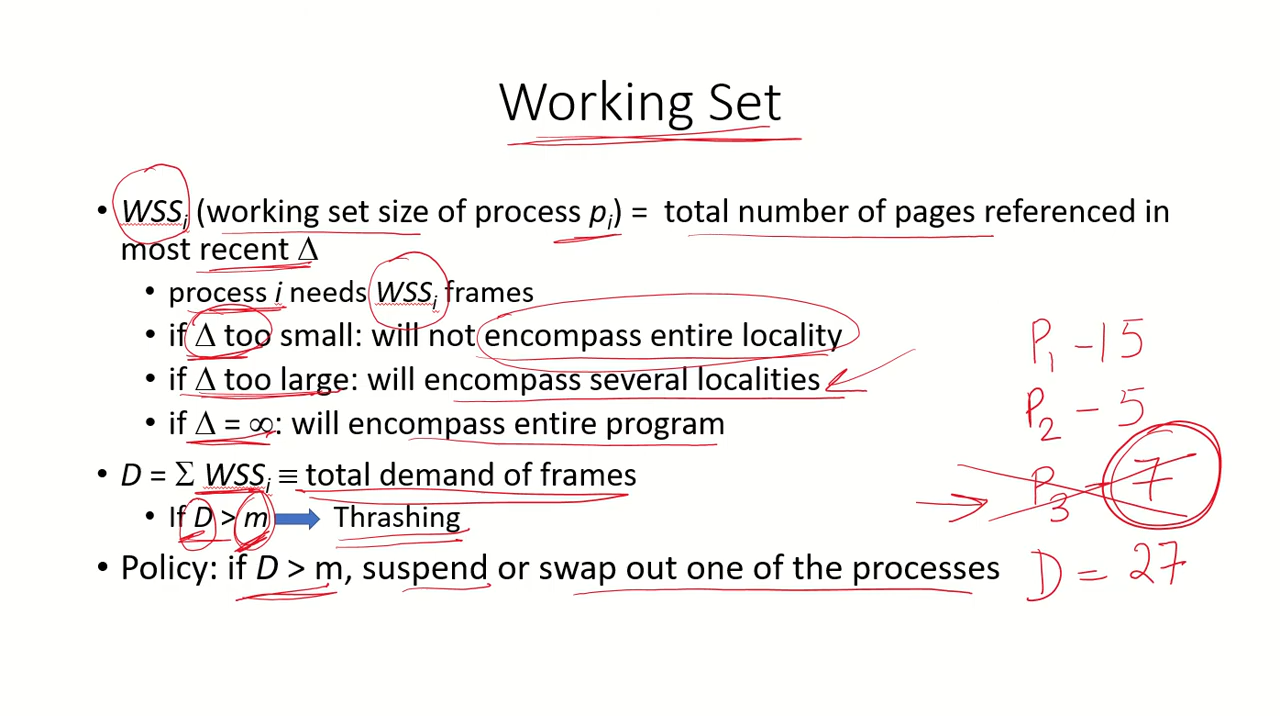 Working Set
• WSSi (working set size of process pi) = total number of pages referenced in
most recent Δ
• process i needs WSSi frames
• if Δ too small: will not encompass entire locality
• if Δ too large: will encompass several localities
• if Δ = ∞: will encompass entire program
• D = Σ WSSi ≡ total demand of frames
• If D > m Thrashing
• Policy: if D > m, suspend or swap out one of the processes
P1 - 15
P2 - 5
P3 - 7
D = 27